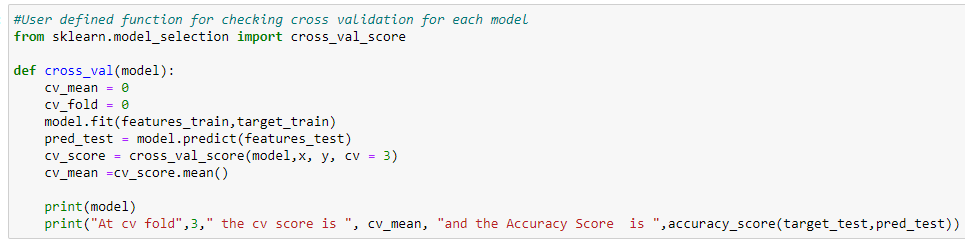 #User defined function for checking cross validation for each model
from sklearn.model_selection import cross_val_score

def cross_val(model):
    cv_mean = 0
    cv_fold = 0
    model.fit(features_train,target_train)
    pred_test = model.predict(features_test)
    cv_score = cross_val_score(model,x, y, cv = 3)
    cv_mean =cv_score.mean()

    print(model)
    print("At cv fold",3," the cv score is ", cv_mean, "and the Accuracy Score  is ",accuracy_score(target_test,pred_test))